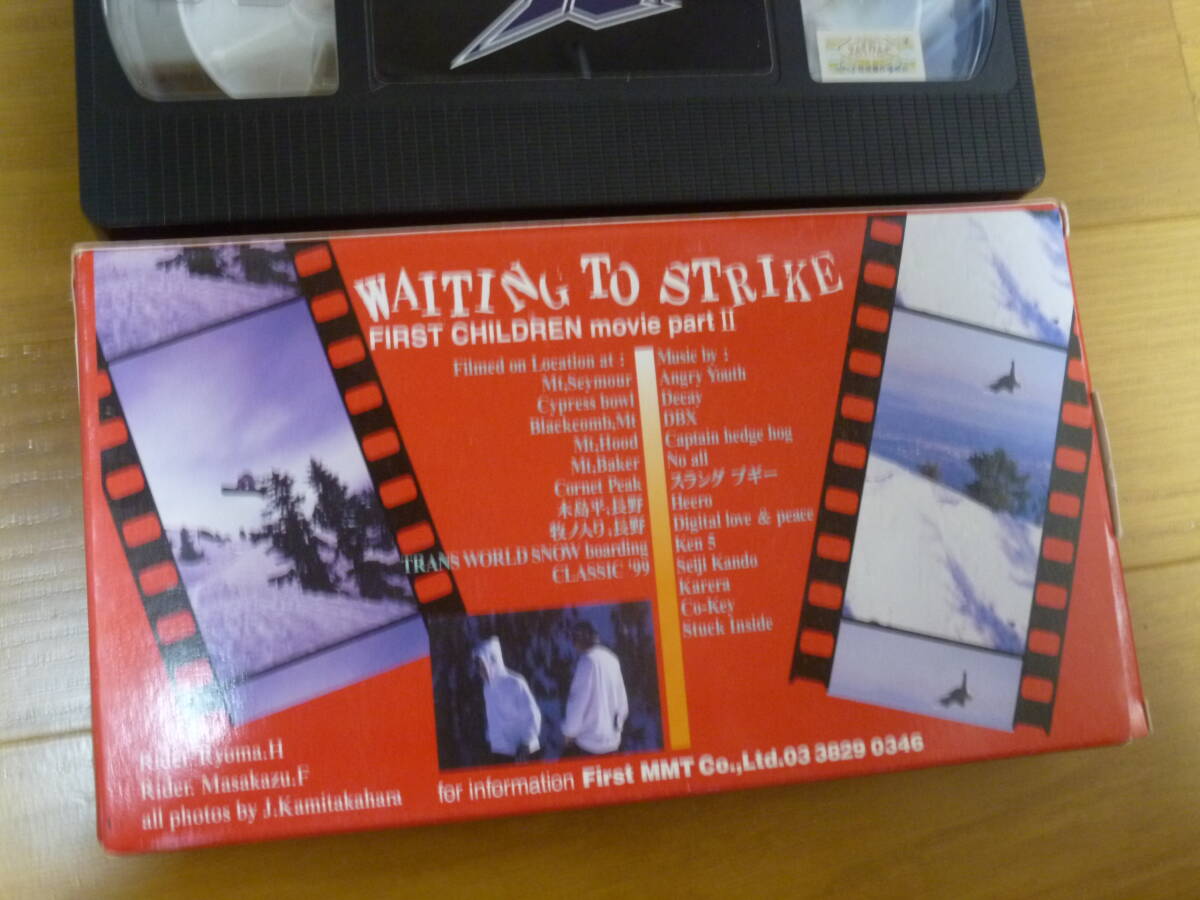 WAITING TO STRIKE
FIRST CHILDREN movie part II
Filmed on Location at :
Mt,Seymour
Cypress bowl
Blackcomb,Mt
Mt,Hood
Mt,Baker
Cornet Peak
木島平,長野
牧ノ入り,長野
TRANS WORLD SNOW boarding
CLASSIC '99
Music by :
Angry Youth
Decay
DBX
Captain hedge hog
No all
スラング ブギー
Heero
Digital love & peace
Ken 5
Seiji Kando
Karera
Co-Key
Stuck Inside
Rider. Ryoma.H
Rider. Masakazu.F
all photos by J.Kamitakahara
for information First MMT Co.,Ltd.03 3829 0346